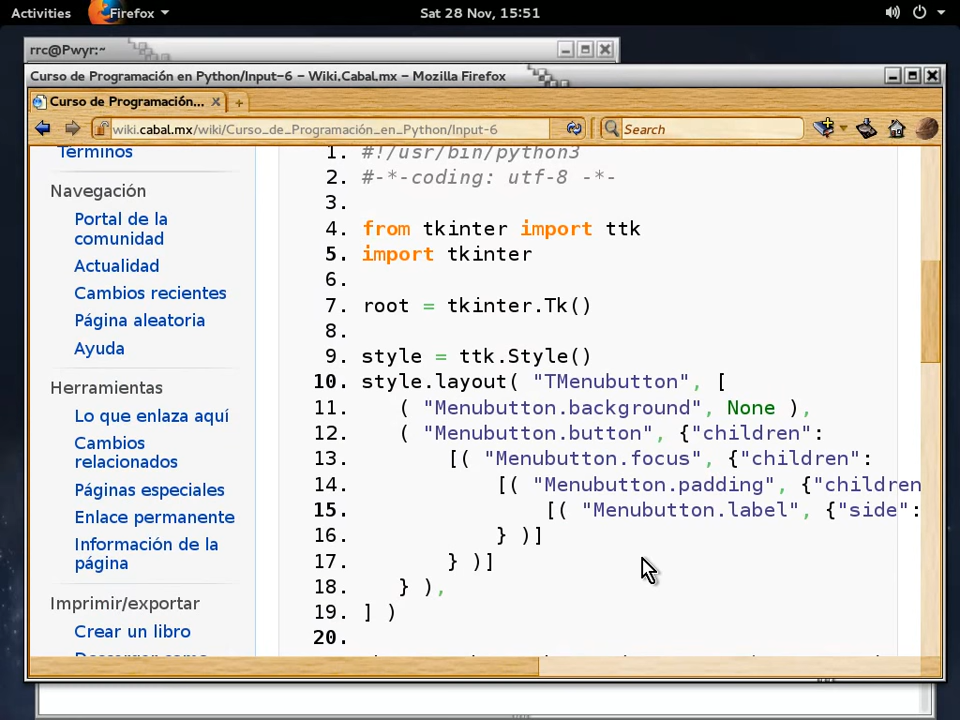 Activities Firefox Sat 28 Nov, 15:51
rrc@Pwyr:~
Curso de Programación en Python/Input-6 – Wiki.Cabal.mx – Mozilla Firefox
Curso de Programación...
wiki.cabal.mx/wiki/Curso_de_Programación_en_Python/Input-6 Search
Términos
Navegación
Portal de la
comunidad
Actualidad
Cambios recientes
Página aleatoria
Ayuda
Herramientas
Lo que enlaza aquí
Cambios
relacionados
Páginas especiales
Enlace permanente
Información de la
página
Imprimir/exportar
Crear un libro
1. #!/usr/bin/python3
2. #-*-coding: utf-8 -*-
3.
4. from tkinter import ttk
5. import tkinter
6.
7. root = tkinter.Tk()
8.
9. style = ttk.Style()
10. style.layout( "TMenubutton", [
11. ( "Menubutton.background", None ),
12. ( "Menubutton.button", {"children":
13. [( "Menubutton.focus", {"children":
14. [( "Menubutton.padding", {"children
15. [( "Menubutton.label", {"side":
16. } )]
17. } )]
18. } ),
19. ] )
20.